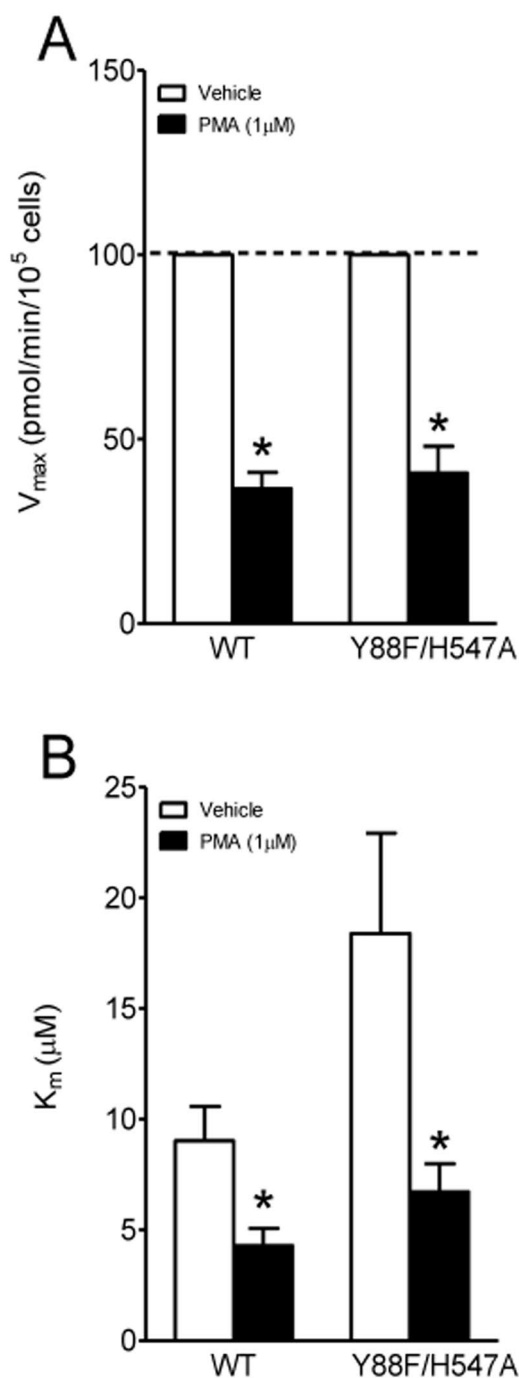 A
150
Vehicle
PMA (1μM)
100
50
0
Vmax (pmol/min/10⁵ cells)
*
*
WT
Y88F/H547A
B
25
Vehicle
PMA (1μM)
20
15
10
5
0
Km (μM)
*
*
WT
Y88F/H547A